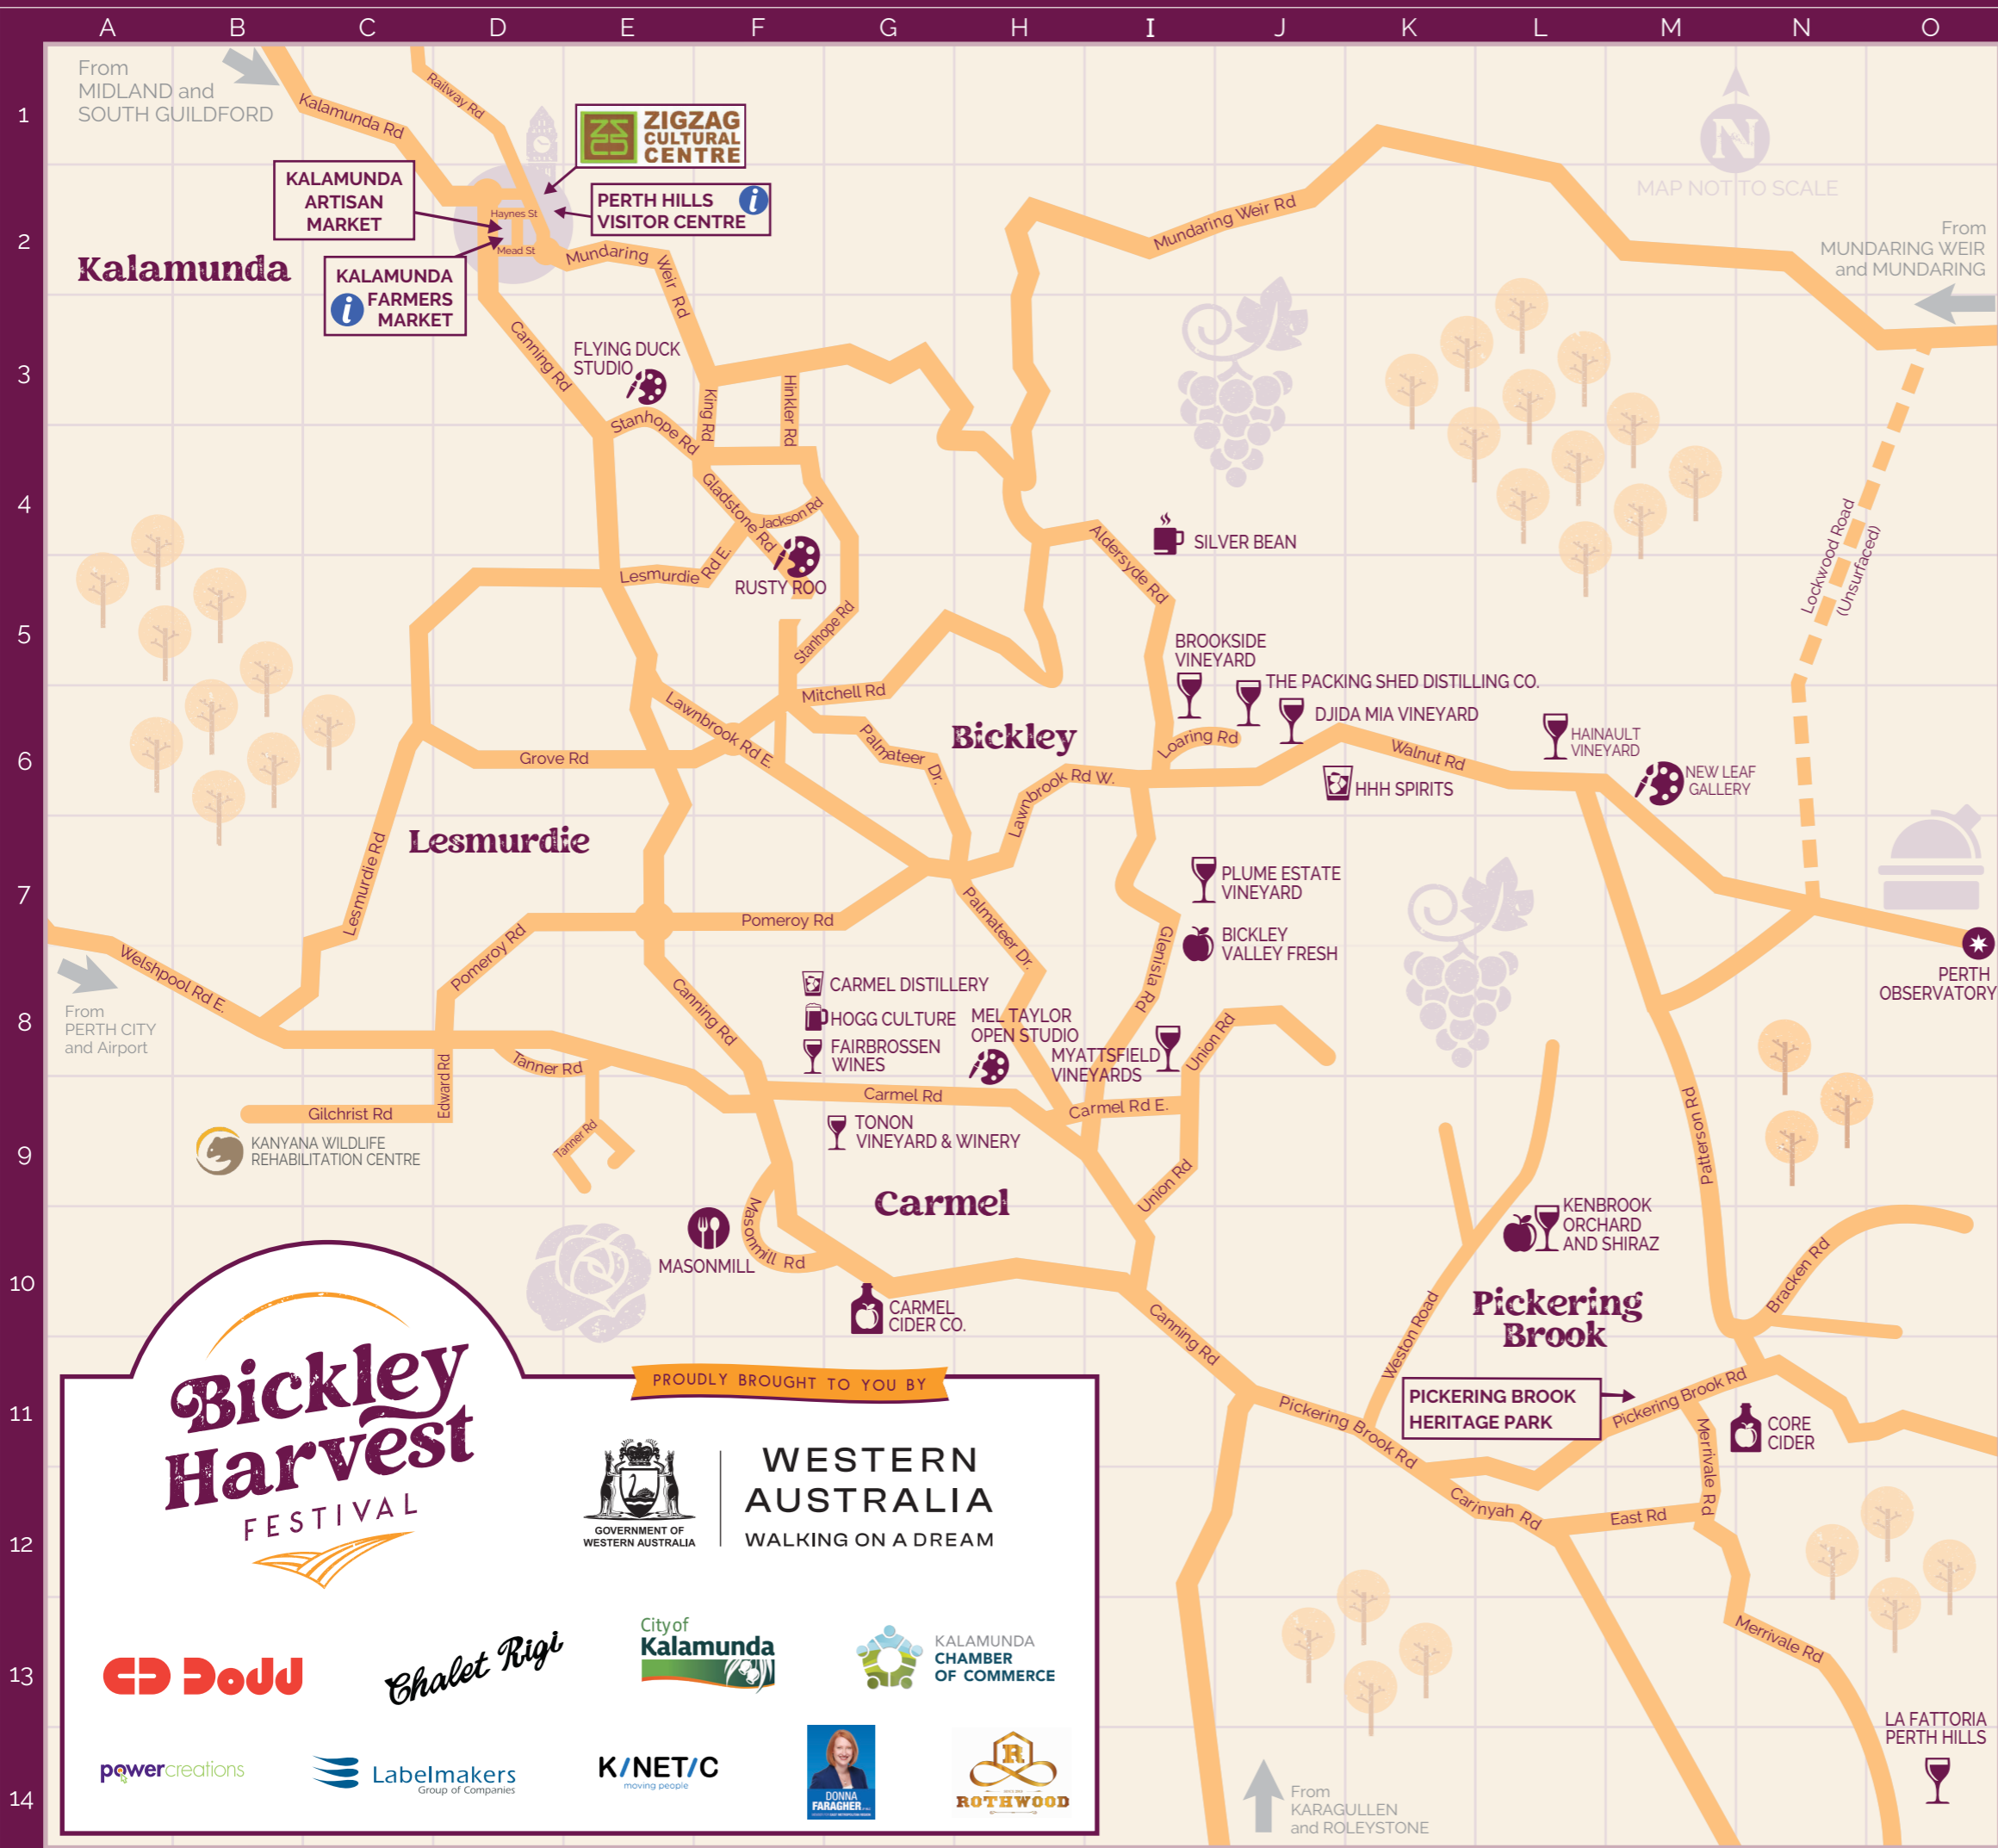 A B C D E F G H I J K L M N O
1
2
3
4
5
6
7
8
9
10
11
12
13
14
From
MIDLAND and
SOUTH GUILDFORD
Kalamunda Rd
Railway Rd
ZIGZAG
CULTURAL
CENTRE
KALAMUNDA
ARTISAN
MARKET
PERTH HILLS
VISITOR CENTRE
i
Haynes St
Mead St
Kalamunda
KALAMUNDA
i FARMERS
MARKET
Mundaring
Weir Rd
Mundaring Weir Rd
N
MAP NOT TO SCALE
From
MUNDARING WEIR
and MUNDARING
Canning Rd
FLYING DUCK
STUDIO
Stanhope Rd
King Rd
Hinkler Rd
Gladstone Rd
Jackson Rd
Lesmurdie Rd E.
RUSTY ROO
Stanhope Rd
Aldersyde Rd
SILVER BEAN
Lockwood Road
(Unsurfaced)
BROOKSIDE
VINEYARD
THE PACKING SHED DISTILLING CO.
DJIDA MIA VINEYARD
Mitchell Rd
Lawnbrook Rd E.
Palmateer Dr.
Bickley
Loaring Rd
Walnut Rd
HAINAULT
VINEYARD
Grove Rd
Lawnbrook Rd W.
HHH SPIRITS
NEW LEAF
GALLERY
Lesmurdie
Lesmurdie Rd
PLUME ESTATE
VINEYARD
Pomeroy Rd
Pomeroy Rd
Palmateer Dr.
Glenisla Rd
BICKLEY
VALLEY FRESH
Welshpool Rd E.
From
PERTH CITY
and Airport
PERTH
OBSERVATORY
Canning Rd
CARMEL DISTILLERY
HOGG CULTURE
FAIRBROSSEN
WINES
MEL TAYLOR
OPEN STUDIO
MYATTSFIELD
VINEYARDS
Union Rd
Tanner Rd
Edward Rd
Gilchrist Rd
Carmel Rd
Carmel Rd E.
Patterson Rd
KANYANA WILDLIFE
REHABILITATION CENTRE
Tanner Rd
TONON
VINEYARD & WINERY
Union Rd
Carmel
Masonmill Rd
MASONMILL
KENBROOK
ORCHARD
AND SHIRAZ
CARMEL
CIDER CO.
Canning Rd
Weston Road
Pickering
Brook
Bracken Rd
PICKERING BROOK
HERITAGE PARK
Pickering Brook Rd
Pickering Brook Rd
CORE
CIDER
Merrivale Rd
Carinyah Rd
East Rd
Merrivale Rd
LA FATTORIA
PERTH HILLS
From
KARAGULLEN
and ROLEYSTONE
Bickley
Harvest
FESTIVAL
PROUDLY BROUGHT TO YOU BY
GOVERNMENT OF
WESTERN AUSTRALIA
WESTERN
AUSTRALIA
WALKING ON A DREAM
Dodd
Chalet Rigi
City of
Kalamunda
KALAMUNDA
CHAMBER
OF COMMERCE
powercreations
Labelmakers
Group of Companies
K/NET/C
moving people
DONNA
FARAGHER
R
ROTHWOOD